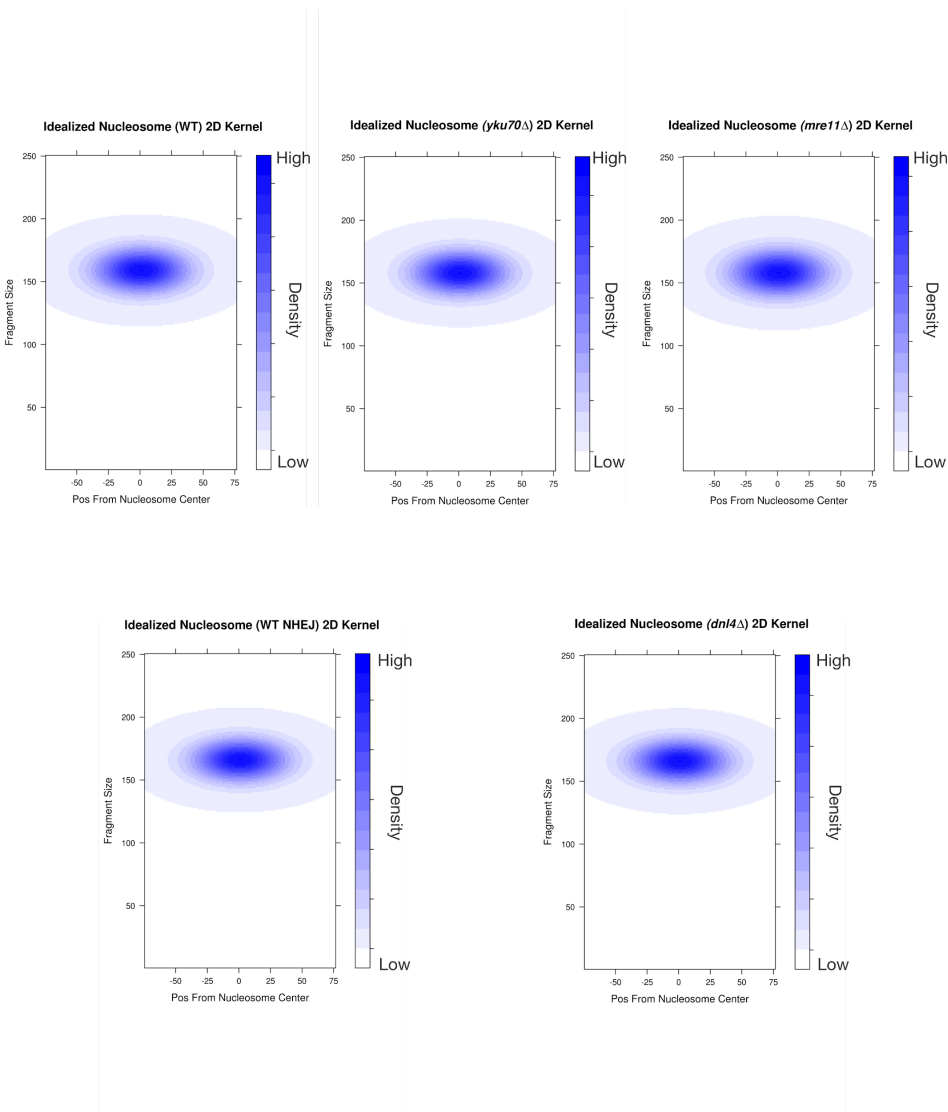 Idealized Nucleosome (WT) 2D Kernel
250
200
150
100
50
Fragment Size
-50
-25
0
25
50
75
Pos From Nucleosome Center
High
Density
Low
Idealized Nucleosome (yku70Δ) 2D Kernel
250
200
150
100
50
Fragment Size
-50
-25
0
25
50
75
Pos From Nucleosome Center
High
Density
Low
Idealized Nucleosome (mre11Δ) 2D Kernel
250
200
150
100
50
Fragment Size
-50
-25
0
25
50
75
Pos From Nucleosome Center
High
Density
Low
Idealized Nucleosome (WT NHEJ) 2D Kernel
250
200
150
100
50
Fragment Size
-50
-25
0
25
50
75
Pos From Nucleosome Center
High
Density
Low
Idealized Nucleosome (dnl4Δ) 2D Kernel
250
200
150
100
50
Fragment Size
-50
-25
0
25
50
75
Pos From Nucleosome Center
High
Density
Low